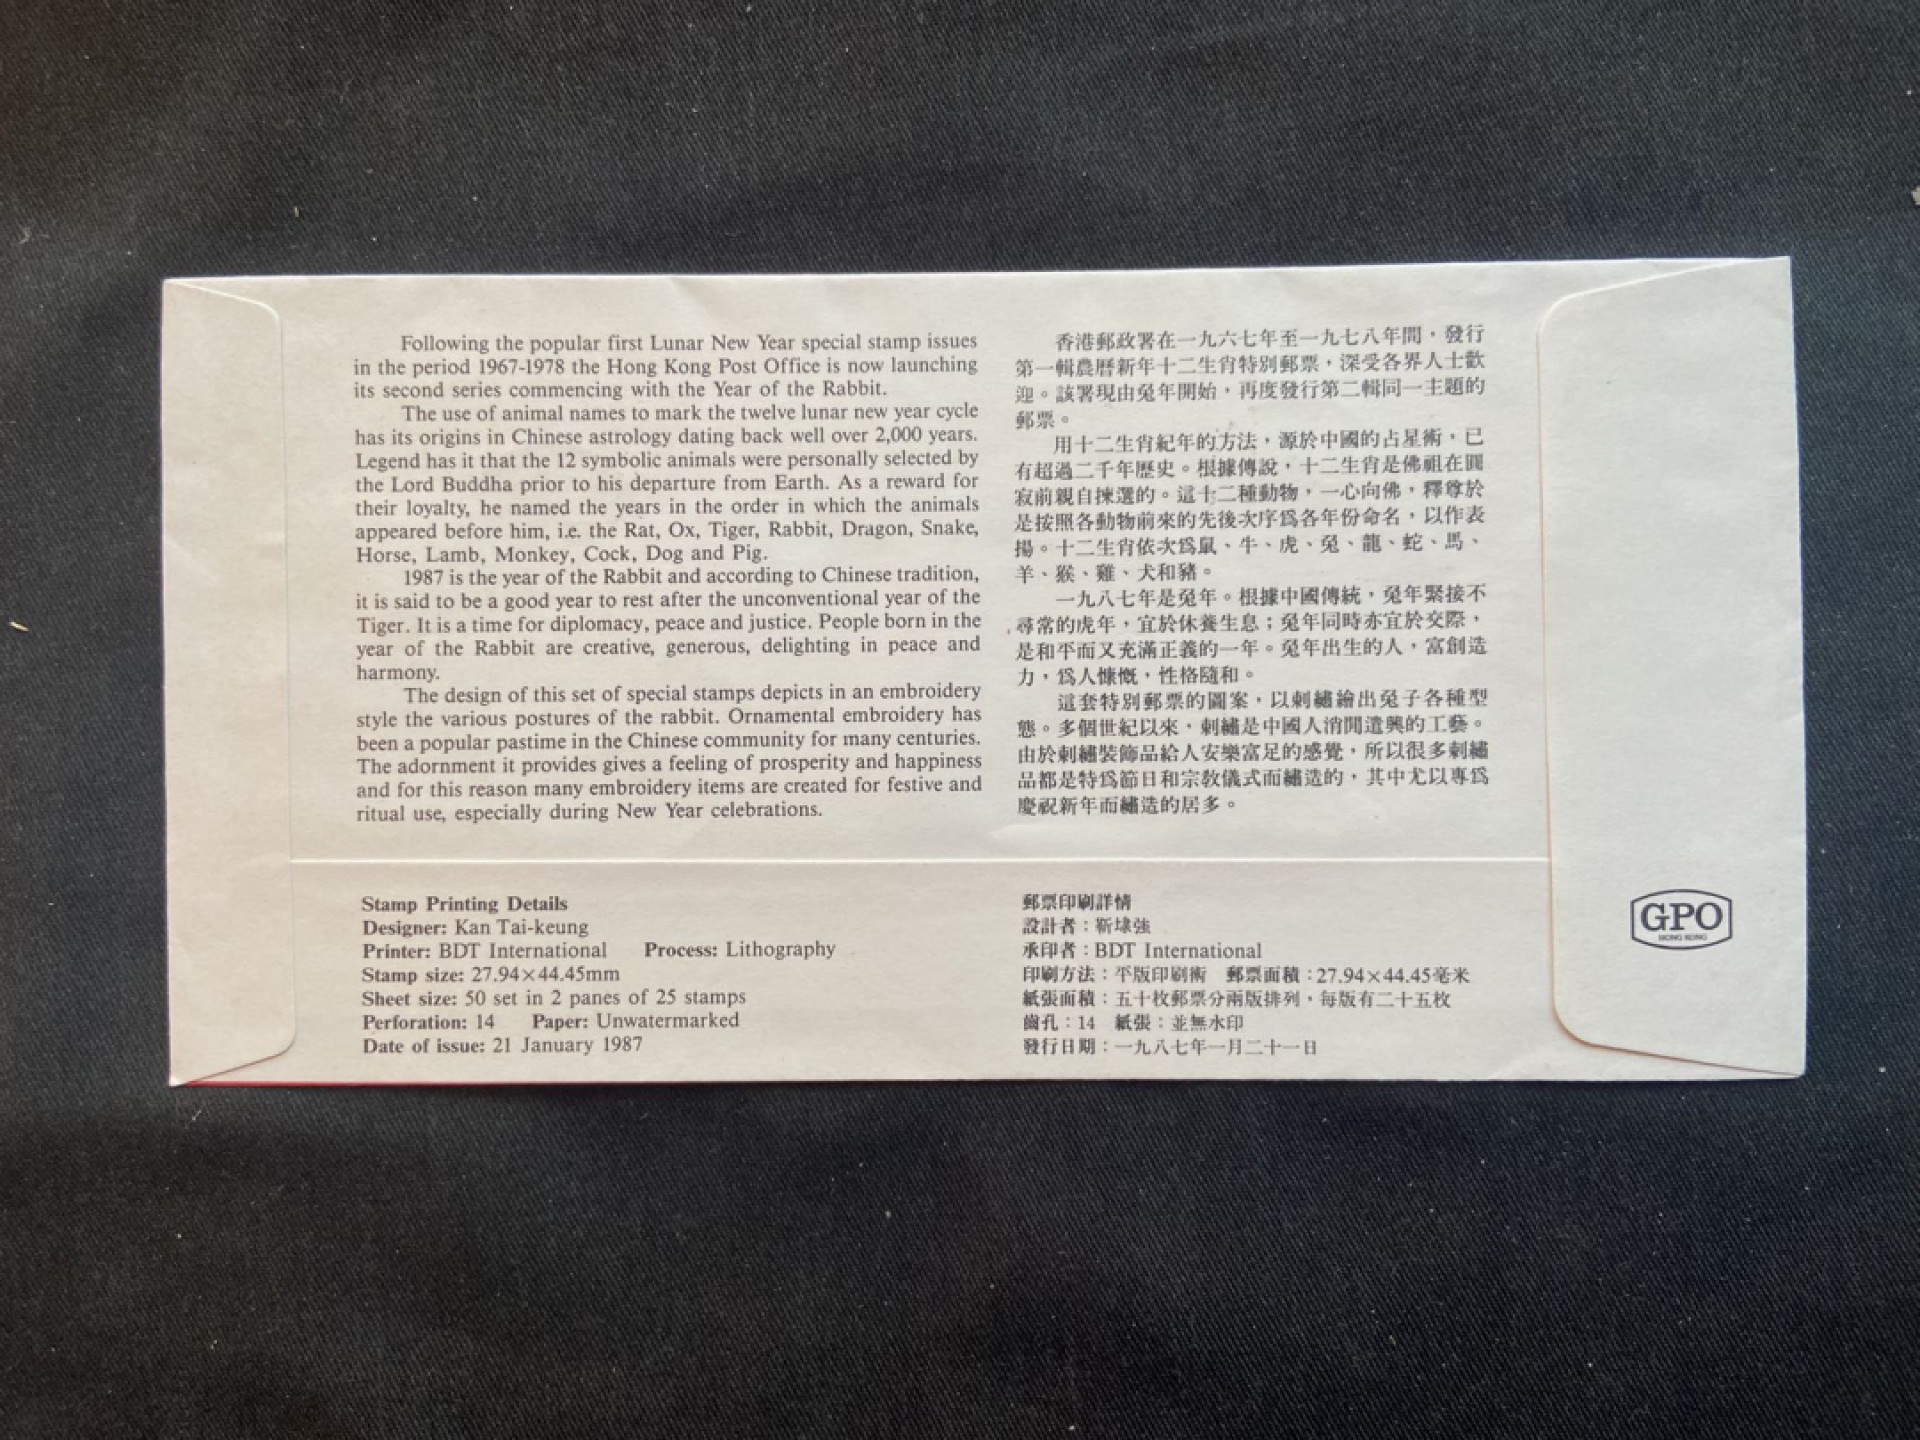 Following the popular first Lunar New Year special stamp issues
in the period 1967-1978 the Hong Kong Post Office is now launching
its second series commencing with the Year of the Rabbit.
The use of animal names to mark the twelve lunar new year cycle
has its origins in Chinese astrology dating back well over 2,000 years.
Legend has it that the 12 symbolic animals were personally selected by
the Lord Buddha prior to his departure from Earth. As a reward for
their loyalty, he named the years in the order in which the animals
appeared before him, i.e. the Rat, Ox, Tiger, Rabbit, Dragon, Snake,
Horse, Lamb, Monkey, Cock, Dog and Pig.
1987 is the year of the Rabbit and according to Chinese tradition,
it is said to be a good year to rest after the unconventional year of the
Tiger. It is a time for diplomacy, peace and justice. People born in the
year of the Rabbit are creative, generous, delighting in peace and
harmony.
The design of this set of special stamps depicts in an embroidery
style the various postures of the rabbit. Ornamental embroidery has
been a popular pastime in the Chinese community for many centuries.
The adornment it provides gives a feeling of prosperity and happiness
and for this reason many embroidery items are created for festive and
ritual use, especially during New Year celebrations.
香港郵政署在一九六七年至一九七八年間，發行
第一輯農曆新年十二生肖特別郵票，深受各界人士歡
迎。該署現由兔年開始，再度發行第二輯同一主題的
郵票。
用十二生肖紀年的方法，源於中國的占星術，已
有超過二千年歷史。根據傳說，十二生肖是佛祖在圓
寂前親自揀選的。這十二種動物，一心向佛，釋尊於
是按照各動物前來的先後次序爲各年份命名，以作表
揚。十二生肖依次爲鼠、牛、虎、兔、龍、蛇、馬、
羊、猴、雞、犬和豬。
一九八七年是兔年。根據中國傳統，兔年緊接不
尋常的虎年，宜於休養生息；兔年同時亦宜於交際，
是和平而又充滿正義的一年。兔年出生的人，富創造
力，爲人慷慨，性格隨和。
這套特別郵票的圖案，以刺繡繪出兔子各種型
態。多個世紀以來，刺繡是中國人消閒遣興的工藝。
由於刺繡裝飾品給人安樂富足的感覺，所以很多刺繡
品都是特爲節日和宗教儀式而繡造的，其中尤以專爲
慶祝新年而繡造的居多。
Stamp Printing Details
Designer: Kan Tai-keung
Printer: BDT International Process: Lithography
Stamp size: 27.94×44.45mm
Sheet size: 50 set in 2 panes of 25 stamps
Perforation: 14 Paper: Unwatermarked
Date of issue: 21 January 1987
郵票印刷詳情
設計者：靳埭強
承印者：BDT International
印刷方法：平版印刷術 郵票面積：27.94×44.45毫米
紙張面積：五十枚郵票分兩版排列，每版有二十五枚
齒孔：14 紙張：並無水印
發行日期：一九八七年一月二十一日
GPO
HONG KONG